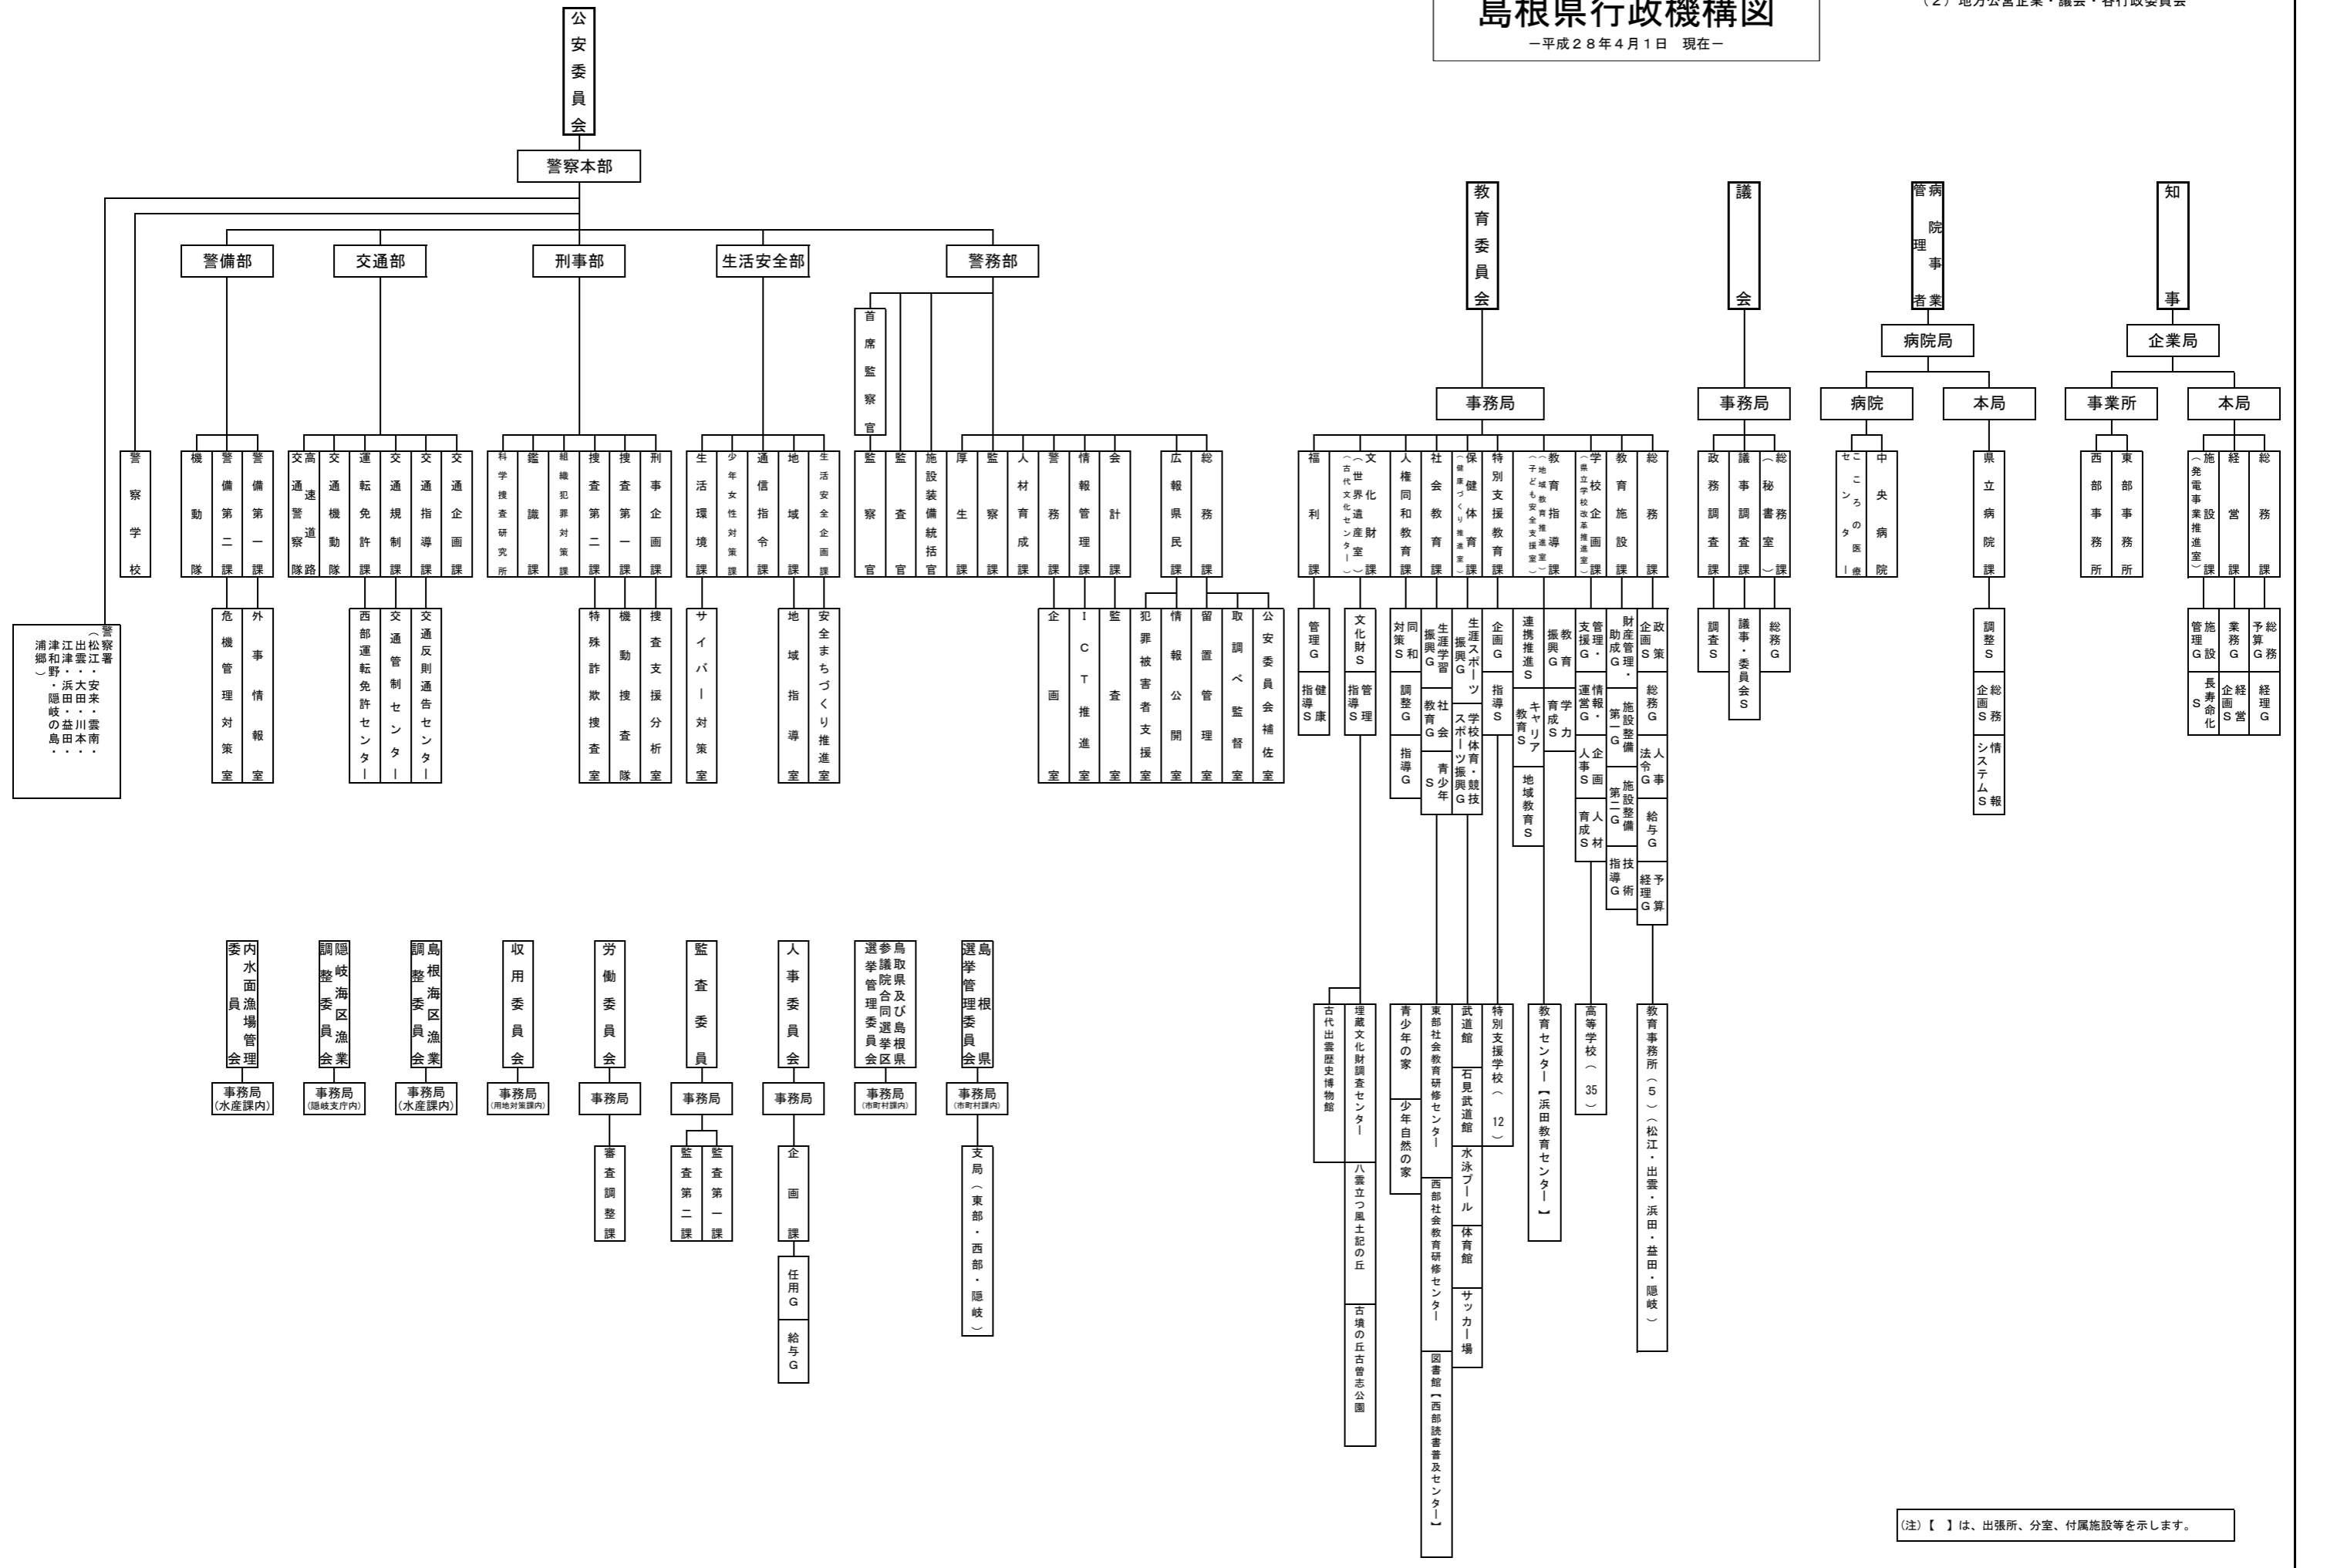 (2)地方公営企業・議会・各行政委員会
島根県行政機構図
－平成28年4月1日　現在－
知事
企業局
本局
総務課
総務予算G
経理G
経営課
業務G
経営企画S
施設課
(発電事業推進室)
施設管理G
長寿命化S
事業所
東部事務所
西部事務所
病院事業管理者
病院局
本局
県立病院課
調整S
総務企画S
情報システムS
病院
中央病院
こころの医療センター
議会
事務局
総務課
(秘書室)
総務G
議事調査課
議事・委員会S
政務調査課
調査S
教育委員会
事務局
総務課
政策企画S
総務G
人事法令G
給与G
予算経理G
教育事務所(5)(松江・出雲・浜田・益田・隠岐)
教育施設課
財産管理・助成G
施設整備第一G
施設整備第二G
技術指導G
学校企画課
(県立学校改革推進室)
管理・支援G
情報・運営G
企画人事S
人材育成S
高等学校(35)
教育指導課
(地域教育推進室)
(子ども安全支援室)
教育振興G
学力育成S
連携推進S
キャリア教育S
地域教育S
教育センター【浜田教育センター】
特別支援教育課
企画G
指導S
特別支援学校(12)
保健体育課
(健康づくり推進室)
生涯スポーツ振興G
学校体育・競技スポーツ振興G
武道館
石見武道館
水泳プール
体育館
サッカー場
社会教育課
生涯学習振興G
社会教育G
青少年S
東部社会教育研修センター
西部社会教育研修センター
図書館【西部読書普及センター】
青少年の家
少年自然の家
人権同和教育課
同和対策S
調整G
指導G
文化財課
(世界遺産室)
(古代文化センター)
文化財S
管理指導S
埋蔵文化財調査センター
八雲立つ風土記の丘
古墳の丘古曽志公園
古代出雲歴史博物館
福利課
管理G
健康指導S
公安委員会
警察本部
警務部
総務課
公安委員会補佐室
取調べ監督室
留置管理室
広報県民課
情報公開室
犯罪被害者支援室
会計課
監査室
情報管理課
ICT推進室
警務課
企画室
人材育成課
監察課
厚生課
施設装備統括官
監査官
首席監察官
監察官
生活安全部
生活安全企画課
安全まちづくり推進室
地域課
地域指導室
通信指令課
少年女性対策課
生活環境課
サイバー対策室
刑事部
刑事企画課
捜査支援分析室
捜査第一課
機動捜査隊
捜査第二課
特殊詐欺捜査室
組織犯罪対策課
鑑識課
科学捜査研究所
交通部
交通企画課
交通指導課
交通反則通告センター
交通規制課
交通管制センター
運転免許課
西部運転免許センター
交通機動隊
高速道路交通警察隊
警備部
警備第一課
外事情報室
警備第二課
危機管理対策室
機動隊
警察学校
警察署
(松江・安来・雲南・
出雲・大田・川本・
江津・浜田・益田・
津和野・隠岐の島・
浦郷)
島根県選挙管理委員会
事務局
(市町村課内)
支局(東部・西部・隠岐)
鳥取県及び島根県参議院合同選挙区選挙管理委員会
事務局
(市町村課内)
人事委員会
事務局
企画課
任用G
給与G
監査委員
事務局
監査第一課
監査第二課
労働委員会
事務局
審査調整課
収用委員会
事務局
(用地対策課内)
島根海区漁業調整委員会
事務局
(水産課内)
隠岐海区漁業調整委員会
事務局
(隠岐支庁内)
内水面漁場管理委員会
事務局
(水産課内)
(注)【　】は、出張所、分室、付属施設等を示します。